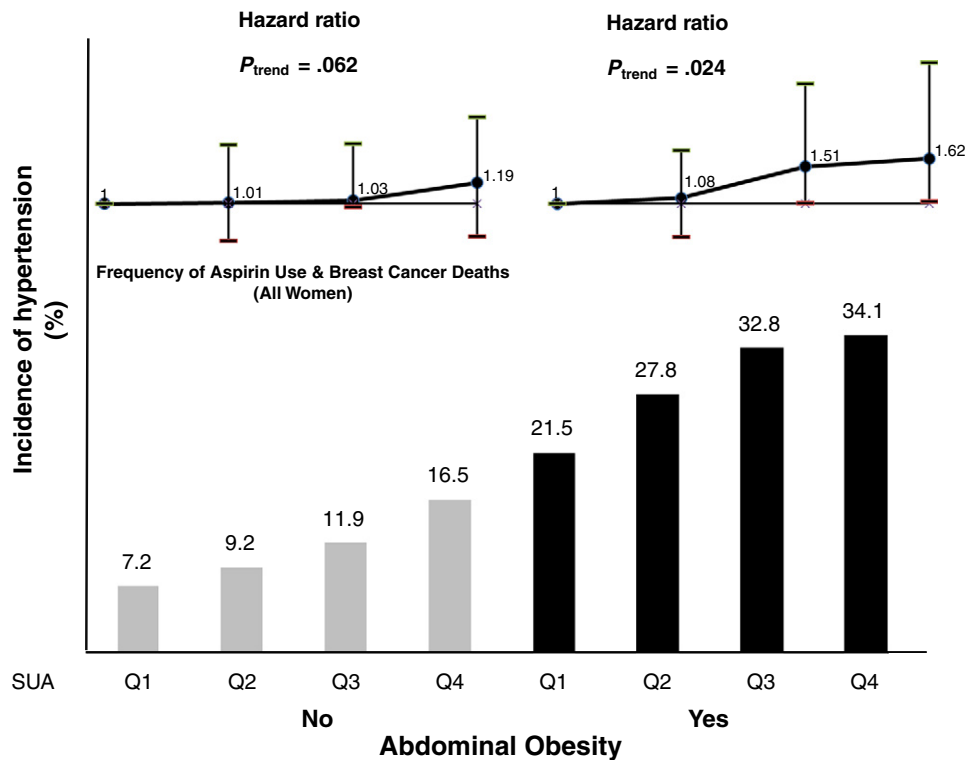 Hazard ratio
Hazard ratio
Ptrend = .062
Ptrend = .024
1
1.01
1.03
1.19
1
1.08
1.51
1.62
Frequency of Aspirin Use & Breast Cancer Deaths
(All Women)
Incidence of hypertension
(%)
7.2
9.2
11.9
16.5
21.5
27.8
32.8
34.1
SUA Q1 Q2 Q3 Q4 Q1 Q2 Q3 Q4
No Yes
Abdominal Obesity